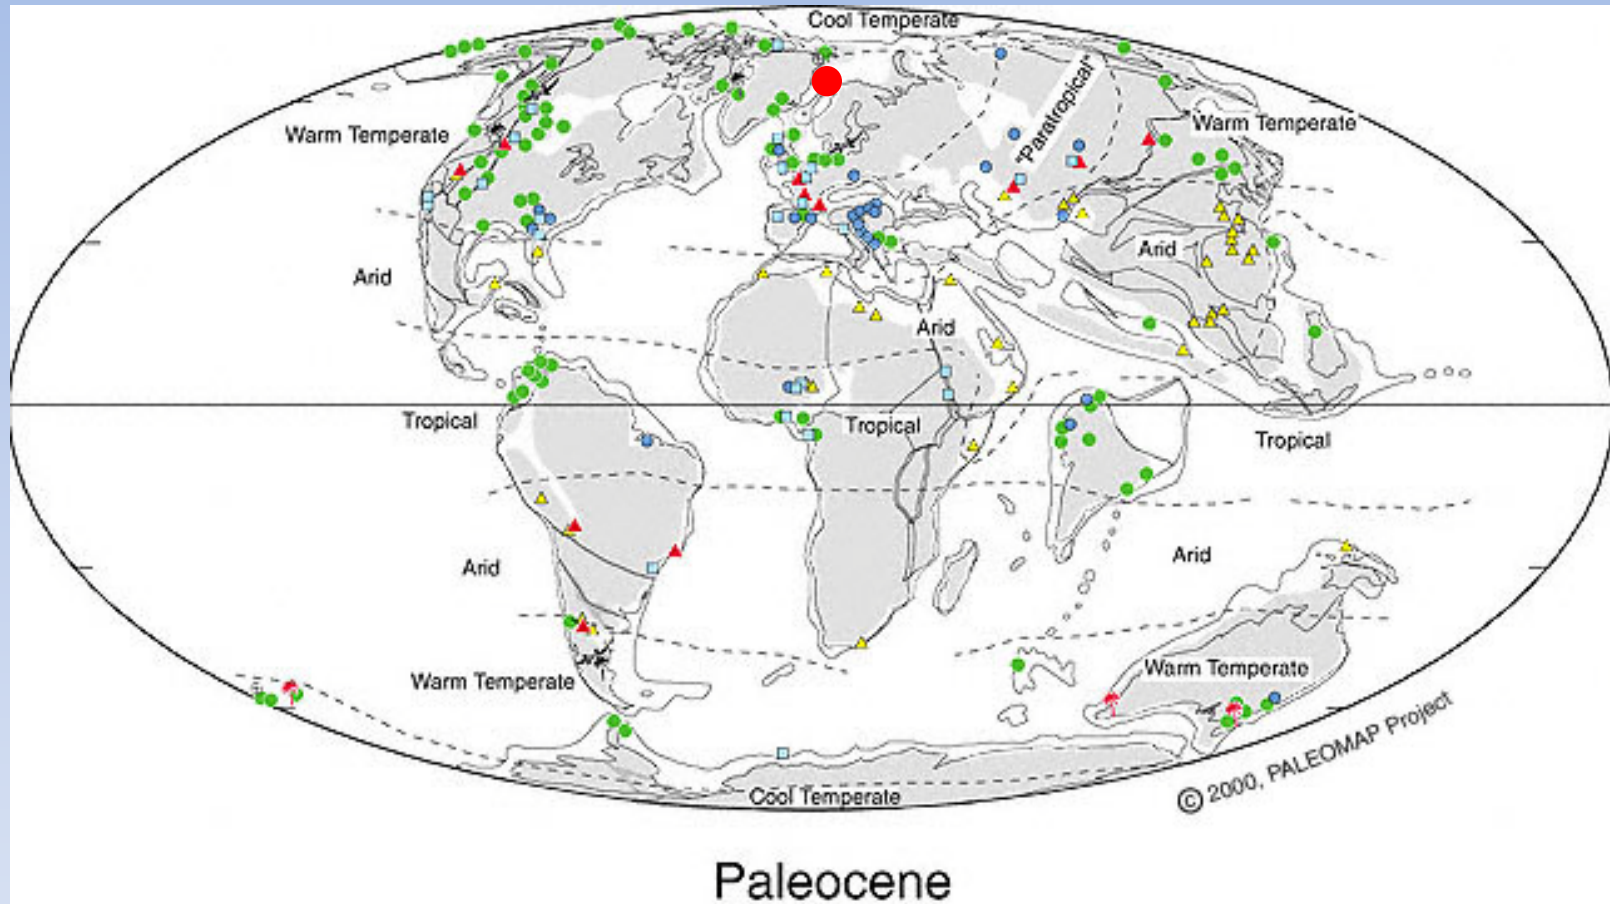 Cool Temperate
"Paratropical"
Warm Temperate
Warm Temperate
Arid
Arid
Arid
Tropical
Tropical
Tropical
Arid
Arid
Warm Temperate
Warm Temperate
Cool Temperate
© 2000, PALEOMAP Project
Paleocene